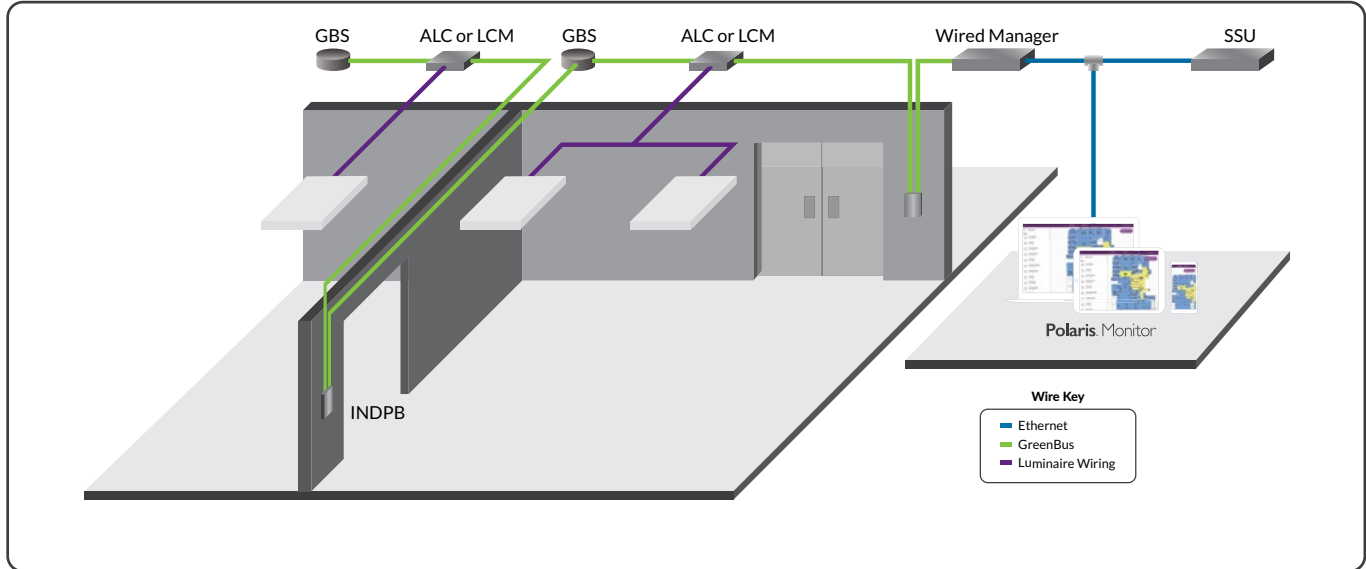 GBS
ALC or LCM
GBS
ALC or LCM
Wired Manager
SSU
INDPB
Polaris. Monitor
Wire Key
Ethernet
GreenBus
Luminaire Wiring